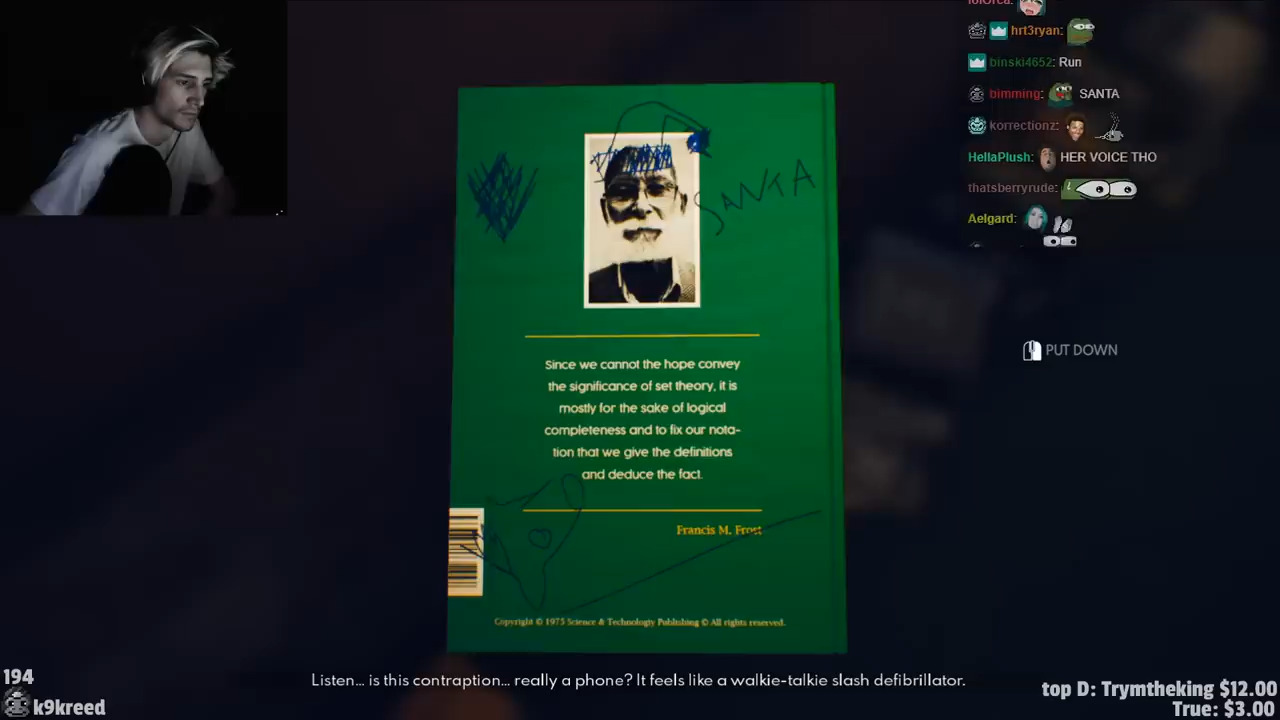 hrt3ryan:
binski4652: Run
bimming: SANTA
korrectionz:
HellaPlush: HER VOICE THO
thatsberryrude:
Aelgard:
SANTA
PUT DOWN
Since we cannot the hope convey
the significance of set theory, it is
mostly for the sake of logical
completeness and to fix our nota-
tion that we give the definitions
and deduce the fact.
Francis M. Frost
Copyright © 1975 Science & Technologiy Publishing © All rights reserved.
Listen... is this contraption... really a phone? It feels like a walkie-talkie slash defibrillator.
194
k9kreed
top D: Trymtheking $12.00
True: $3.00